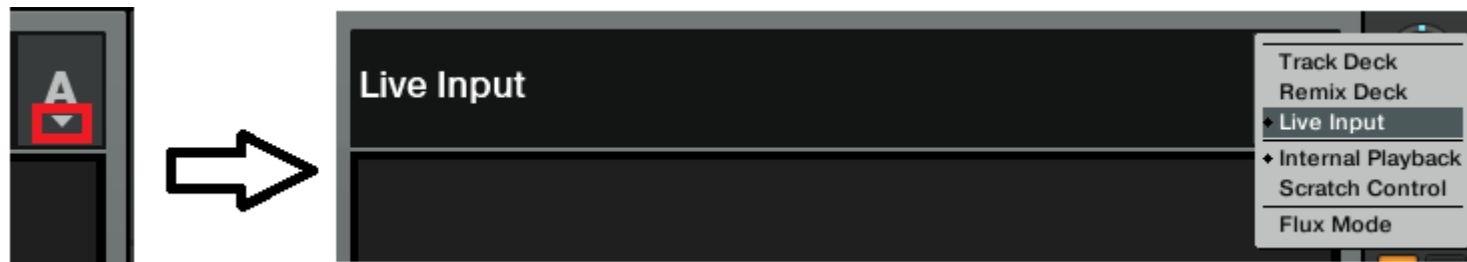 A
Live Input
Track Deck
Remix Deck
Live Input
Internal Playback
Scratch Control
Flux Mode